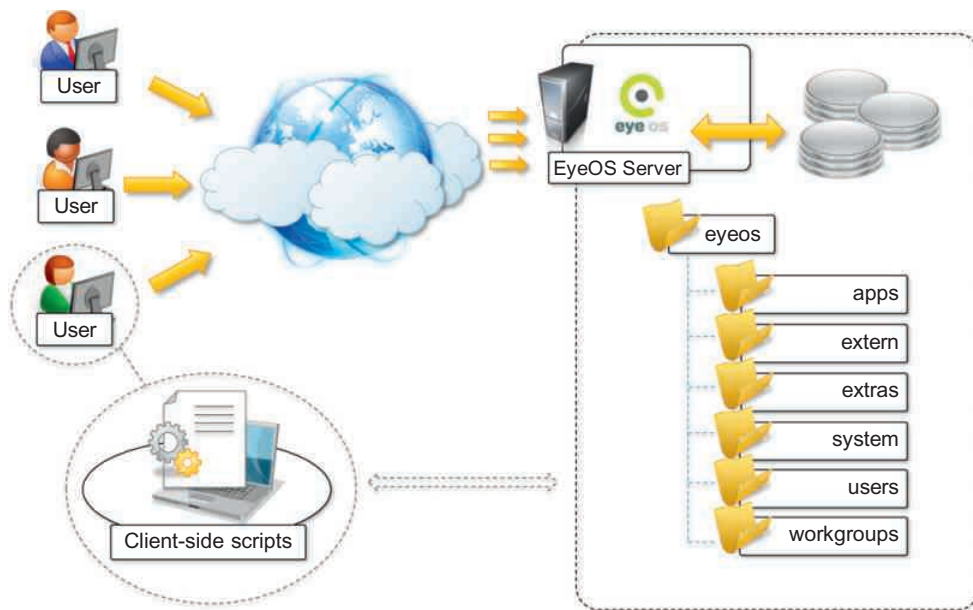 User
User
User
Client-side scripts
eye os
EyeOS Server
eyeos
apps
extern
extras
system
users
workgroups